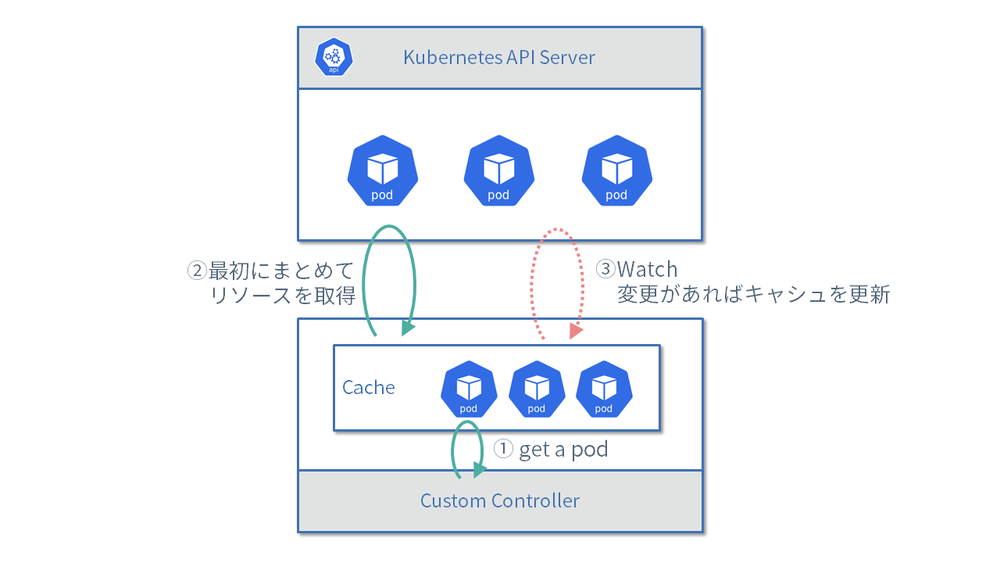 api
Kubernetes API Server
pod
pod
pod
②最初にまとめて
リソースを取得
③Watch
変更があればキャシュを更新
Cache
pod
pod
pod
① get a pod
Custom Controller